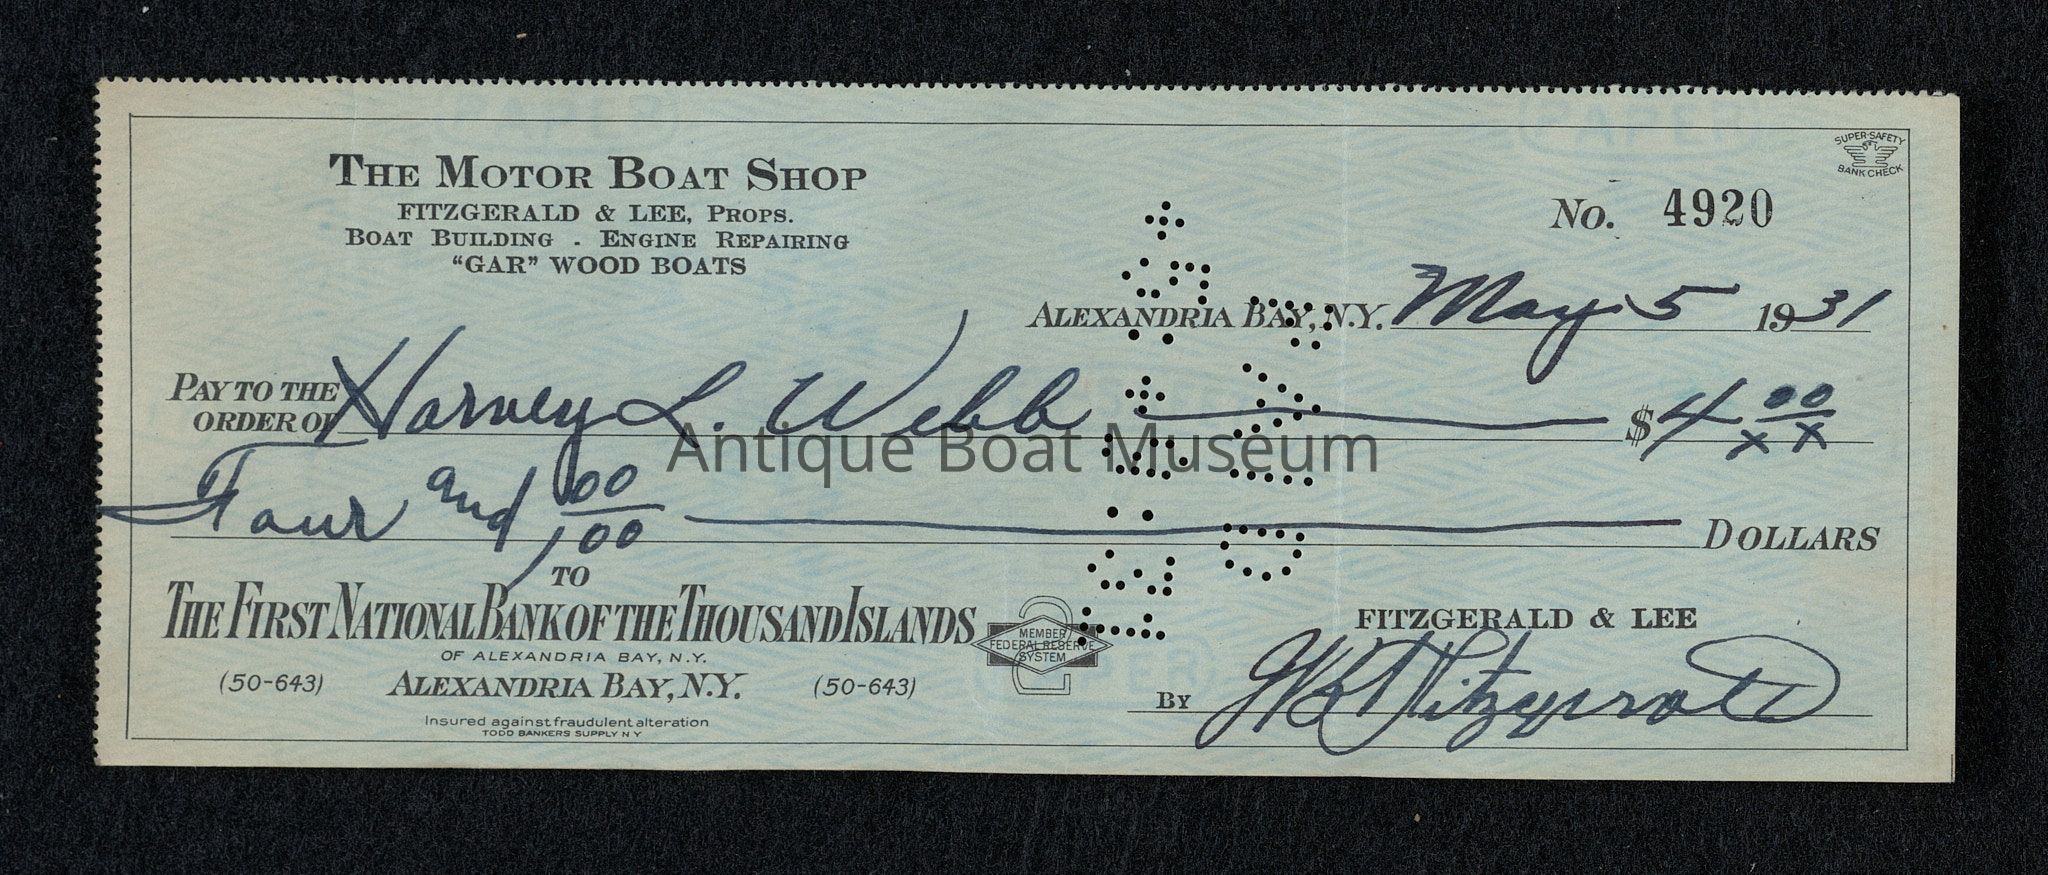 SUPER-SAFETY
BANK CHECK
THE MOTOR BOAT SHOP
FITZGERALD & LEE, PROPS.
BOAT BUILDING - ENGINE REPAIRING
"GAR" WOOD BOATS
No. 4920
ALEXANDRIA BAY, N.Y. May 5 1931
PAY TO THE
ORDER OF Harvey L. Webb $4 00/xx
Antique Boat Museum
Four and 00/100 DOLLARS
TO
THE FIRST NATIONAL BANK OF THE THOUSAND ISLANDS
OF ALEXANDRIA BAY, N.Y.
(50-643) ALEXANDRIA BAY, N.Y. (50-643)
Insured against fraudulent alteration
TODD BANKERS SUPPLY N Y
MEMBER
FEDERAL RESERVE
SYSTEM
FITZGERALD & LEE
BY Fitzgerald